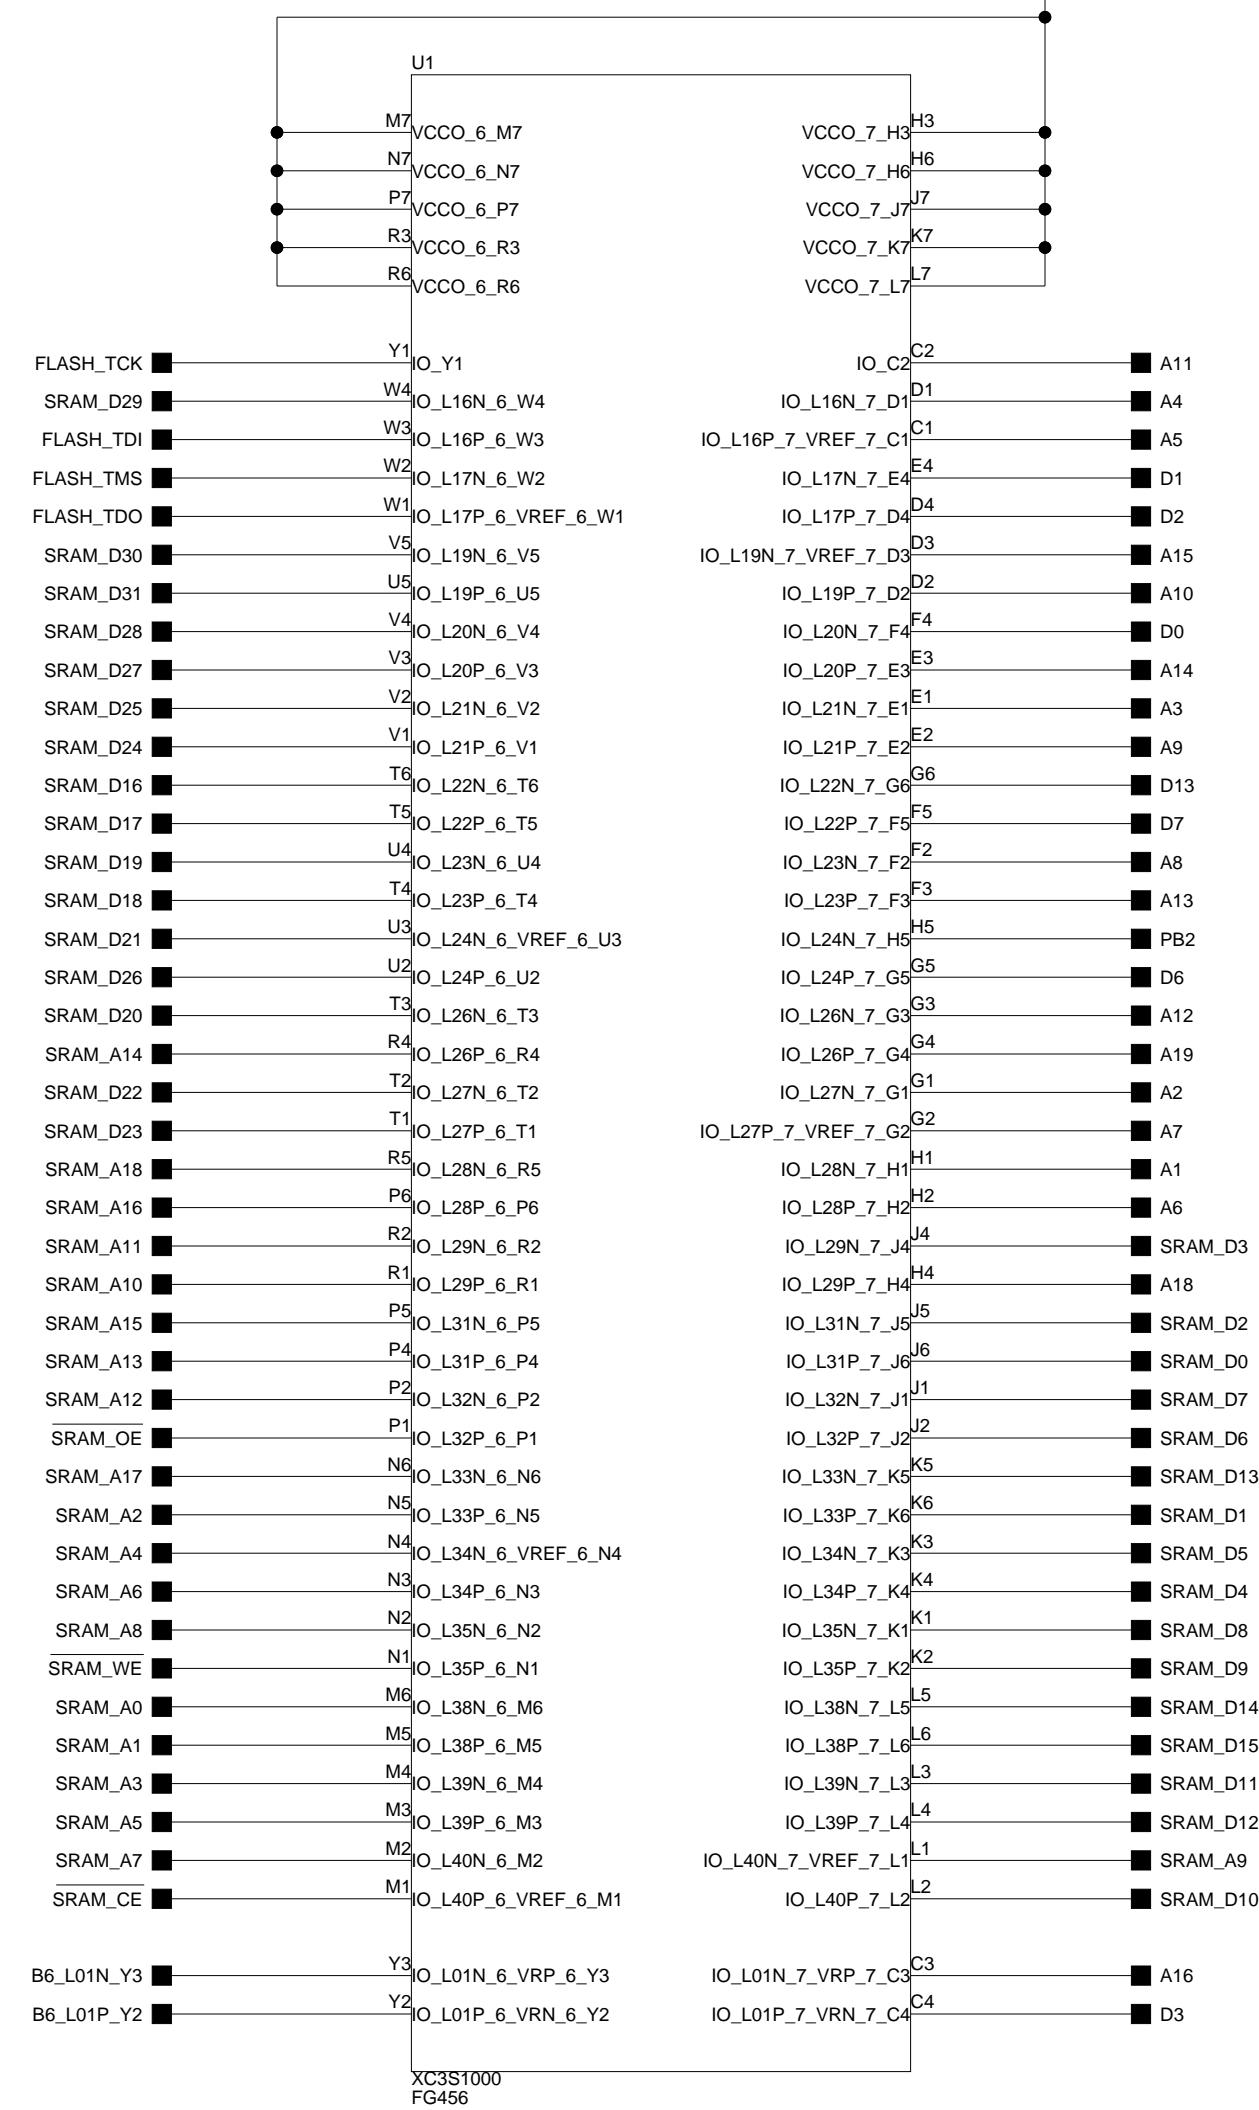 U1
M7 VCCO_6_M7 VCCO_7_H3 H3
N7 VCCO_6_N7 VCCO_7_H6 H6
P7 VCCO_6_P7 VCCO_7_J7 J7
R3 VCCO_6_R3 VCCO_7_K7 K7
R6 VCCO_6_R6 VCCO_7_L7 L7
FLASH_TCK Y1 IO_Y1 IO_C2 C2 A11
SRAM_D29 W4 IO_L16N_6_W4 IO_L16N_7_D1 D1 A4
FLASH_TDI W3 IO_L16P_6_W3 IO_L16P_7_VREF_7_C1 C1 A5
FLASH_TMS W2 IO_L17N_6_W2 IO_L17N_7_E4 E4 D1
FLASH_TDO W1 IO_L17P_6_VREF_6_W1 IO_L17P_7_D4 D4 D2
SRAM_D30 V5 IO_L19N_6_V5 IO_L19N_7_VREF_7_D3 D3 A15
SRAM_D31 U5 IO_L19P_6_U5 IO_L19P_7_D2 D2 A10
SRAM_D28 V4 IO_L20N_6_V4 IO_L20N_7_F4 F4 D0
SRAM_D27 V3 IO_L20P_6_V3 IO_L20P_7_E3 E3 A14
SRAM_D25 V2 IO_L21N_6_V2 IO_L21N_7_E1 E1 A3
SRAM_D24 V1 IO_L21P_6_V1 IO_L21P_7_E2 E2 A9
SRAM_D16 T6 IO_L22N_6_T6 IO_L22N_7_G6 G6 D13
SRAM_D17 T5 IO_L22P_6_T5 IO_L22P_7_F5 F5 D7
SRAM_D19 U4 IO_L23N_6_U4 IO_L23N_7_F2 F2 A8
SRAM_D18 T4 IO_L23P_6_T4 IO_L23P_7_F3 F3 A13
SRAM_D21 U3 IO_L24N_6_VREF_6_U3 IO_L24N_7_H5 H5 PB2
SRAM_D26 U2 IO_L24P_6_U2 IO_L24P_7_G5 G5 D6
SRAM_D20 T3 IO_L26N_6_T3 IO_L26N_7_G3 G3 A12
SRAM_A14 R4 IO_L26P_6_R4 IO_L26P_7_G4 G4 A19
SRAM_D22 T2 IO_L27N_6_T2 IO_L27N_7_G1 G1 A2
SRAM_D23 T1 IO_L27P_6_T1 IO_L27P_7_VREF_7_G2 G2 A7
SRAM_A18 R5 IO_L28N_6_R5 IO_L28N_7_H1 H1 A1
SRAM_A16 P6 IO_L28P_6_P6 IO_L28P_7_H2 H2 A6
SRAM_A11 R2 IO_L29N_6_R2 IO_L29N_7_J4 J4 SRAM_D3
SRAM_A10 R1 IO_L29P_6_R1 IO_L29P_7_H4 H4 A18
SRAM_A15 P5 IO_L31N_6_P5 IO_L31N_7_J5 J5 SRAM_D2
SRAM_A13 P4 IO_L31P_6_P4 IO_L31P_7_J6 J6 SRAM_D0
SRAM_A12 P2 IO_L32N_6_P2 IO_L32N_7_J1 J1 SRAM_D7
SRAM_OE P1 IO_L32P_6_P1 IO_L32P_7_J2 J2 SRAM_D6
SRAM_A17 N6 IO_L33N_6_N6 IO_L33N_7_K5 K5 SRAM_D13
SRAM_A2 N5 IO_L33P_6_N5 IO_L33P_7_K6 K6 SRAM_D1
SRAM_A4 N4 IO_L34N_6_VREF_6_N4 IO_L34N_7_K3 K3 SRAM_D5
SRAM_A6 N3 IO_L34P_6_N3 IO_L34P_7_K4 K4 SRAM_D4
SRAM_A8 N2 IO_L35N_6_N2 IO_L35N_7_K1 K1 SRAM_D8
SRAM_WE N1 IO_L35P_6_N1 IO_L35P_7_K2 K2 SRAM_D9
SRAM_A0 M6 IO_L38N_6_M6 IO_L38N_7_L5 L5 SRAM_D14
SRAM_A1 M5 IO_L38P_6_M5 IO_L38P_7_L6 L6 SRAM_D15
SRAM_A3 M4 IO_L39N_6_M4 IO_L39N_7_L3 L3 SRAM_D11
SRAM_A5 M3 IO_L39P_6_M3 IO_L39P_7_L4 L4 SRAM_D12
SRAM_A7 M2 IO_L40N_6_M2 IO_L40N_7_VREF_7_L1 L1 SRAM_A9
SRAM_CE M1 IO_L40P_6_VREF_6_M1 IO_L40P_7_L2 L2 SRAM_D10
B6_L01N_Y3 Y3 IO_L01N_6_VRP_6_Y3 IO_L01N_7_VRP_7_C3 C3 A16
B6_L01P_Y2 Y2 IO_L01P_6_VRN_6_Y2 IO_L01P_7_VRN_7_C4 C4 D3
XC3S1000
FG456